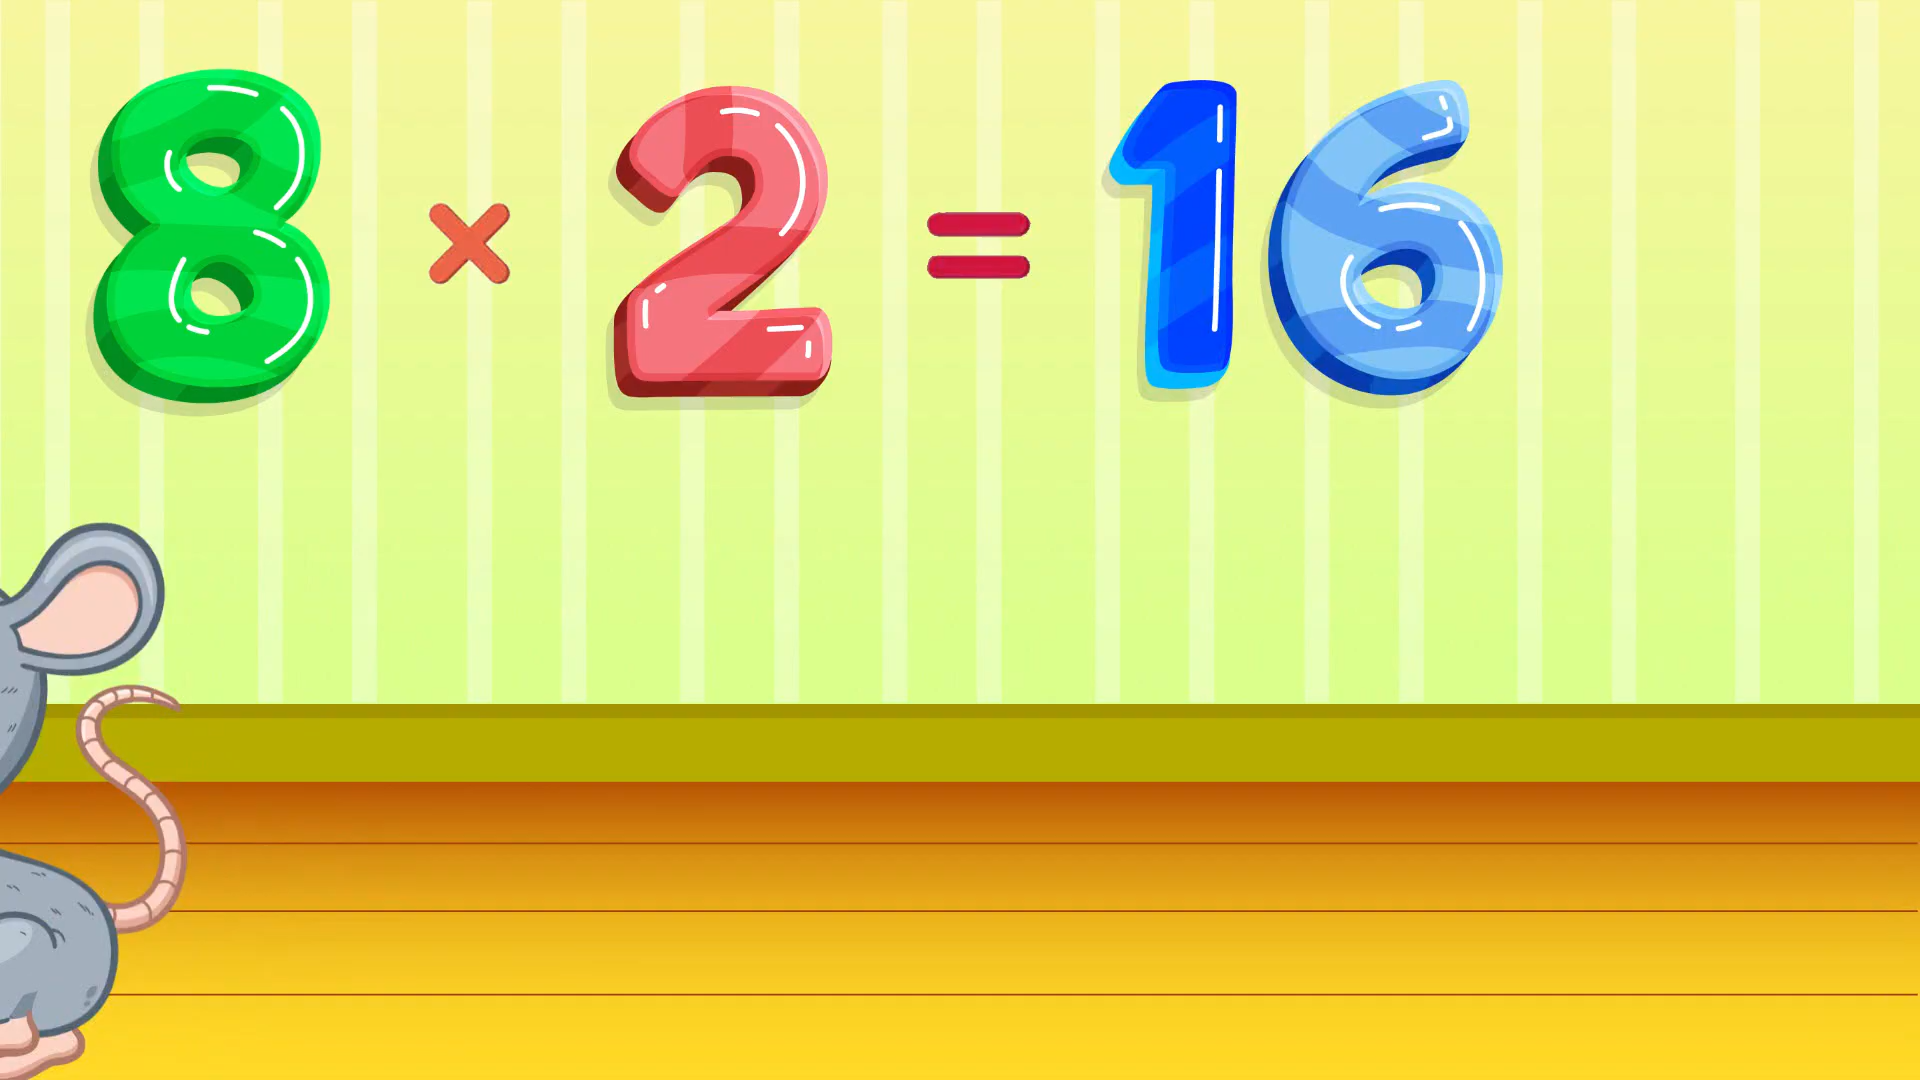 8 × 2 = 16